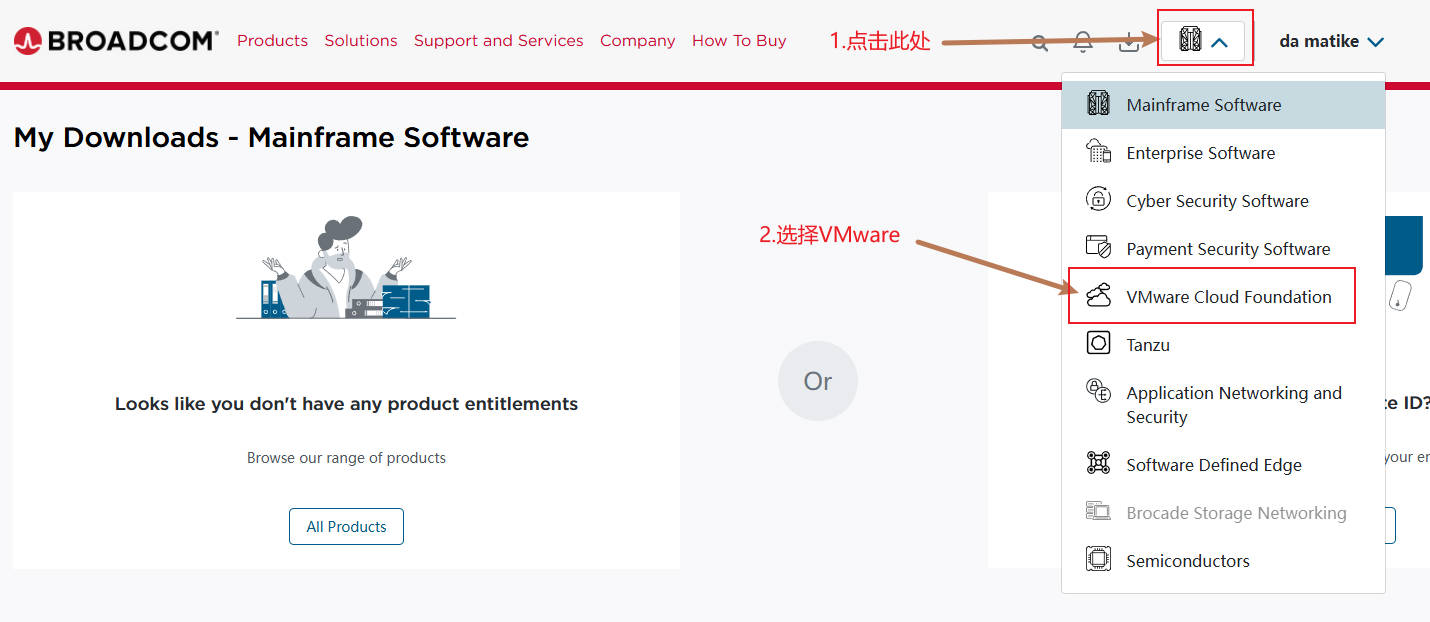 BROADCOM®
Products Solutions Support and Services Company How To Buy
1.点击此处
da matike
My Downloads - Mainframe Software
Mainframe Software
Enterprise Software
Cyber Security Software
Payment Security Software
2.选择VMware
VMware Cloud Foundation
Tanzu
Application Networking and
Security
Software Defined Edge
Brocade Storage Networking
Semiconductors
Looks like you don't have any product entitlements
Browse our range of products
All Products
Or
te ID?
your er